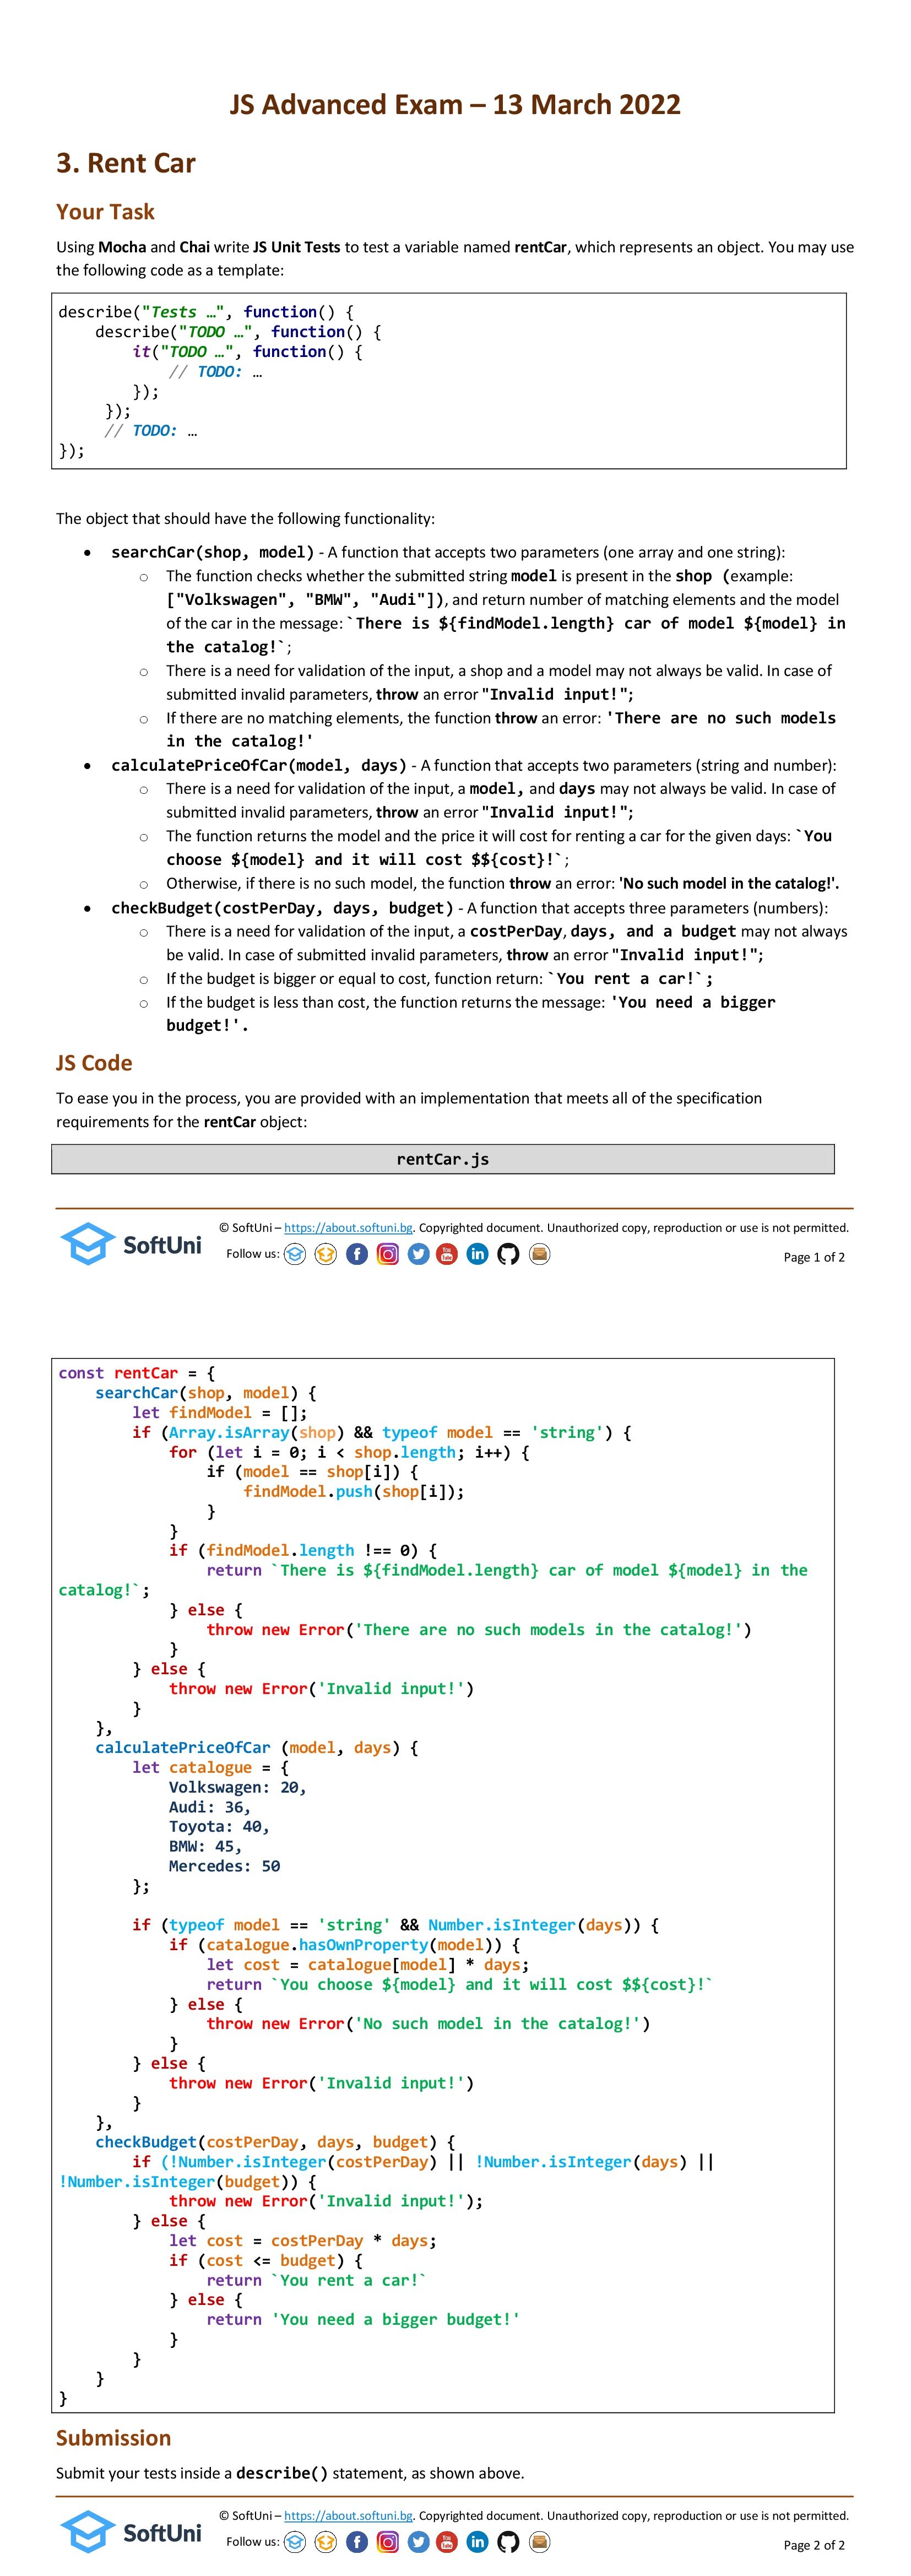 JS Advanced Exam – 13 March 2022
3. Rent Car
Your Task
Using Mocha and Chai write JS Unit Tests to test a variable named rentCar, which represents an object. You may use
the following code as a template:
describe("Tests …", function() {
    describe("TODO …", function() {
        it("TODO …", function() {
            // TODO: …
        });
     });
     // TODO: …
});
The object that should have the following functionality:
• searchCar(shop, model) - A function that accepts two parameters (one array and one string):
o The function checks whether the submitted string model is present in the shop (example:
["Volkswagen", "BMW", "Audi"]), and return number of matching elements and the model
of the car in the message: `There is ${findModel.length} car of model ${model} in
the catalog!`;
o There is a need for validation of the input, a shop and a model may not always be valid. In case of
submitted invalid parameters, throw an error "Invalid input!";
o If there are no matching elements, the function throw an error: 'There are no such models
in the catalog!'
• calculatePriceOfCar(model, days) - A function that accepts two parameters (string and number):
o There is a need for validation of the input, a model, and days may not always be valid. In case of
submitted invalid parameters, throw an error "Invalid input!";
o The function returns the model and the price it will cost for renting a car for the given days: `You
choose ${model} and it will cost $${cost}!`;
o Otherwise, if there is no such model, the function throw an error: 'No such model in the catalog!'.
• checkBudget(costPerDay, days, budget) - A function that accepts three parameters (numbers):
o There is a need for validation of the input, a costPerDay, days, and a budget may not always
be valid. In case of submitted invalid parameters, throw an error "Invalid input!";
o If the budget is bigger or equal to cost, function return: `You rent a car!`;
o If the budget is less than cost, the function returns the message: 'You need a bigger
budget!'.
JS Code
To ease you in the process, you are provided with an implementation that meets all of the specification
requirements for the rentCar object:
rentCar.js
© SoftUni – https://about.softuni.bg. Copyrighted document. Unauthorized copy, reproduction or use is not permitted.
SoftUni
Follow us:
Page 1 of 2
const rentCar = {
    searchCar(shop, model) {
        let findModel = [];
        if (Array.isArray(shop) && typeof model == 'string') {
            for (let i = 0; i < shop.length; i++) {
                if (model == shop[i]) {
                    findModel.push(shop[i]);
                }
            }
            if (findModel.length !== 0) {
                return `There is ${findModel.length} car of model ${model} in the
catalog!`;
            } else {
                throw new Error('There are no such models in the catalog!')
            }
        } else {
            throw new Error('Invalid input!')
        }
    },
    calculatePriceOfCar (model, days) {
        let catalogue = {
            Volkswagen: 20,
            Audi: 36,
            Toyota: 40,
            BMW: 45,
            Mercedes: 50
        };
        if (typeof model == 'string' && Number.isInteger(days)) {
            if (catalogue.hasOwnProperty(model)) {
                let cost = catalogue[model] * days;
                return `You choose ${model} and it will cost $${cost}!`
            } else {
                throw new Error('No such model in the catalog!')
            }
        } else {
            throw new Error('Invalid input!')
        }
    },
    checkBudget(costPerDay, days, budget) {
        if (!Number.isInteger(costPerDay) || !Number.isInteger(days) ||
!Number.isInteger(budget)) {
            throw new Error('Invalid input!');
        } else {
            let cost = costPerDay * days;
            if (cost <= budget) {
                return `You rent a car!`
            } else {
                return 'You need a bigger budget!'
            }
        }
    }
}
Submission
Submit your tests inside a describe() statement, as shown above.
© SoftUni – https://about.softuni.bg. Copyrighted document. Unauthorized copy, reproduction or use is not permitted.
SoftUni
Follow us:
Page 2 of 2